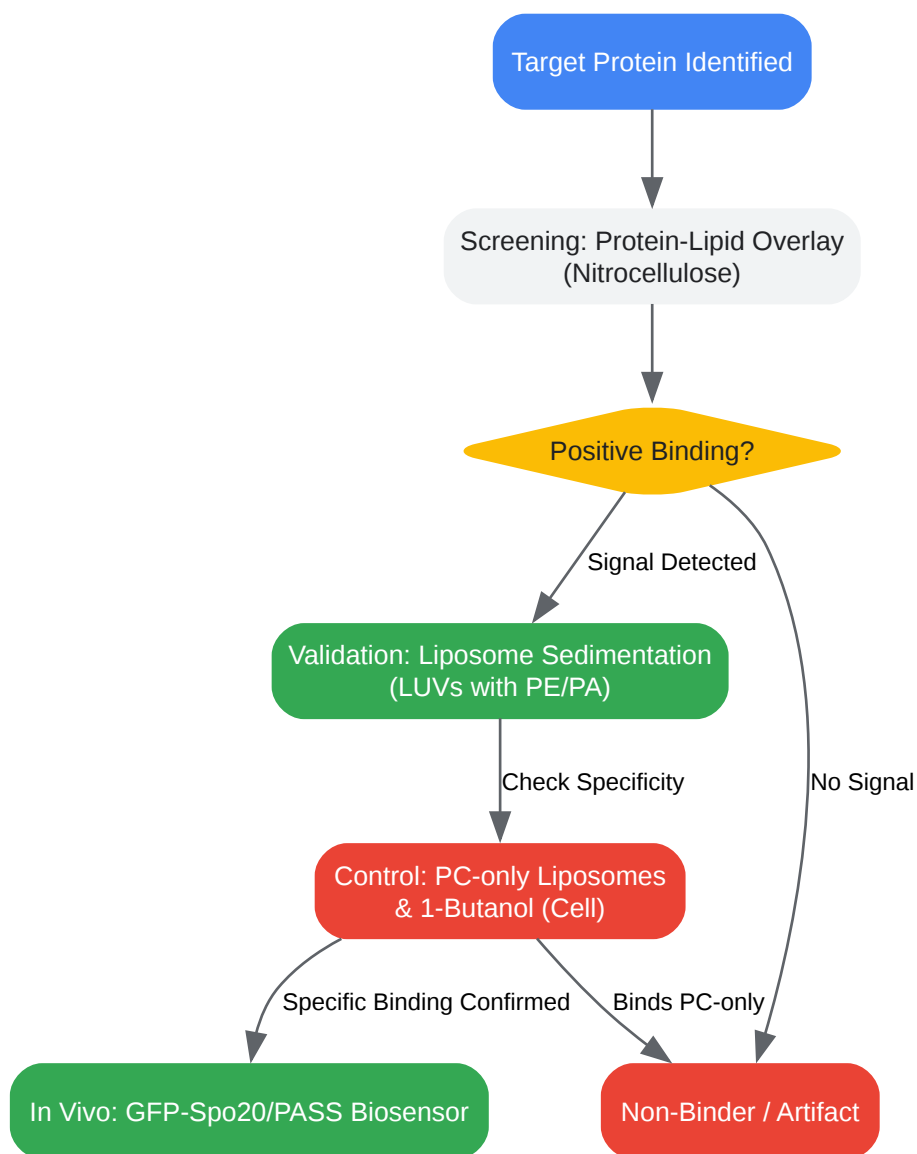 Target Protein Identified
Screening: Protein-Lipid Overlay
(Nitrocellulose)
Positive Binding?
Signal Detected
Validation: Liposome Sedimentation
(LUVs with PE/PA)
Check Specificity
No Signal
Control: PC-only Liposomes
& 1-Butanol (Cell)
Specific Binding Confirmed
Binds PC-only
In Vivo: GFP-Spo20/PASS Biosensor
Non-Binder / Artifact